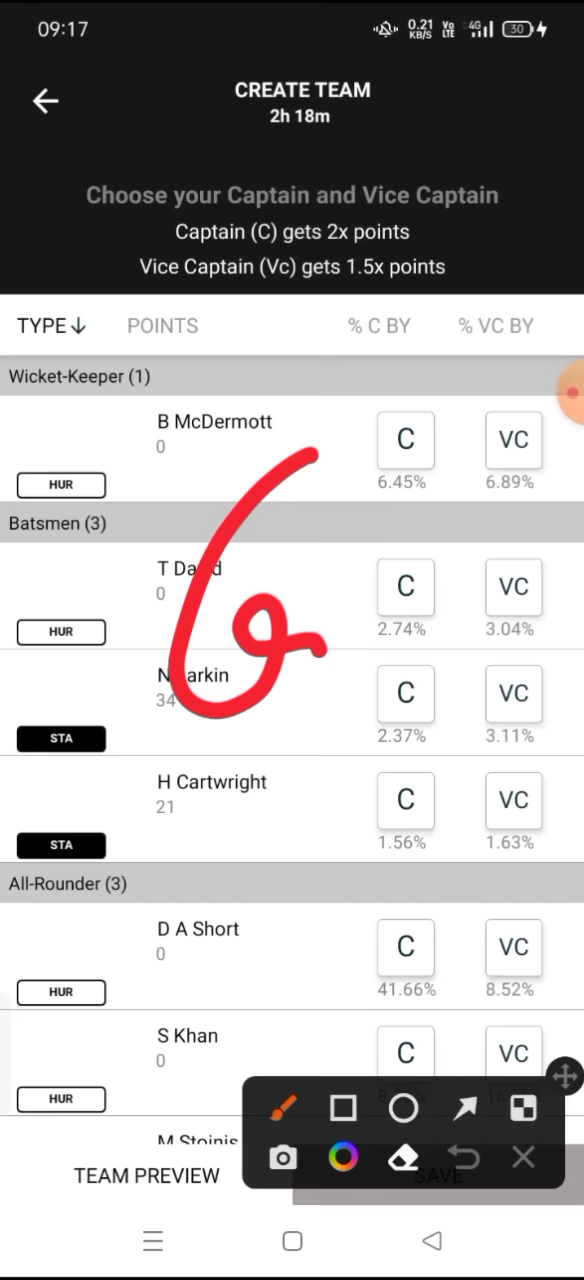 09:17 0.21 KB/S Vo LTE 4G 30
CREATE TEAM
2h 18m
Choose your Captain and Vice Captain
Captain (C) gets 2x points
Vice Captain (Vc) gets 1.5x points
TYPE↓ POINTS % C BY % VC BY
Wicket-Keeper (1)
B McDermott
0
C VC
HUR
6.45% 6.89%
Batsmen (3)
T
0
C VC
HUR
2.74% 3.04%
N
34
C VC
STA
2.37% 3.11%
H Cartwright
21
C VC
STA
1.56% 1.63%
All-Rounder (3)
D A Short
0
C VC
HUR
41.66% 8.52%
S Khan
0
C VC
HUR
M Stoinis
TEAM PREVIEW SAVE